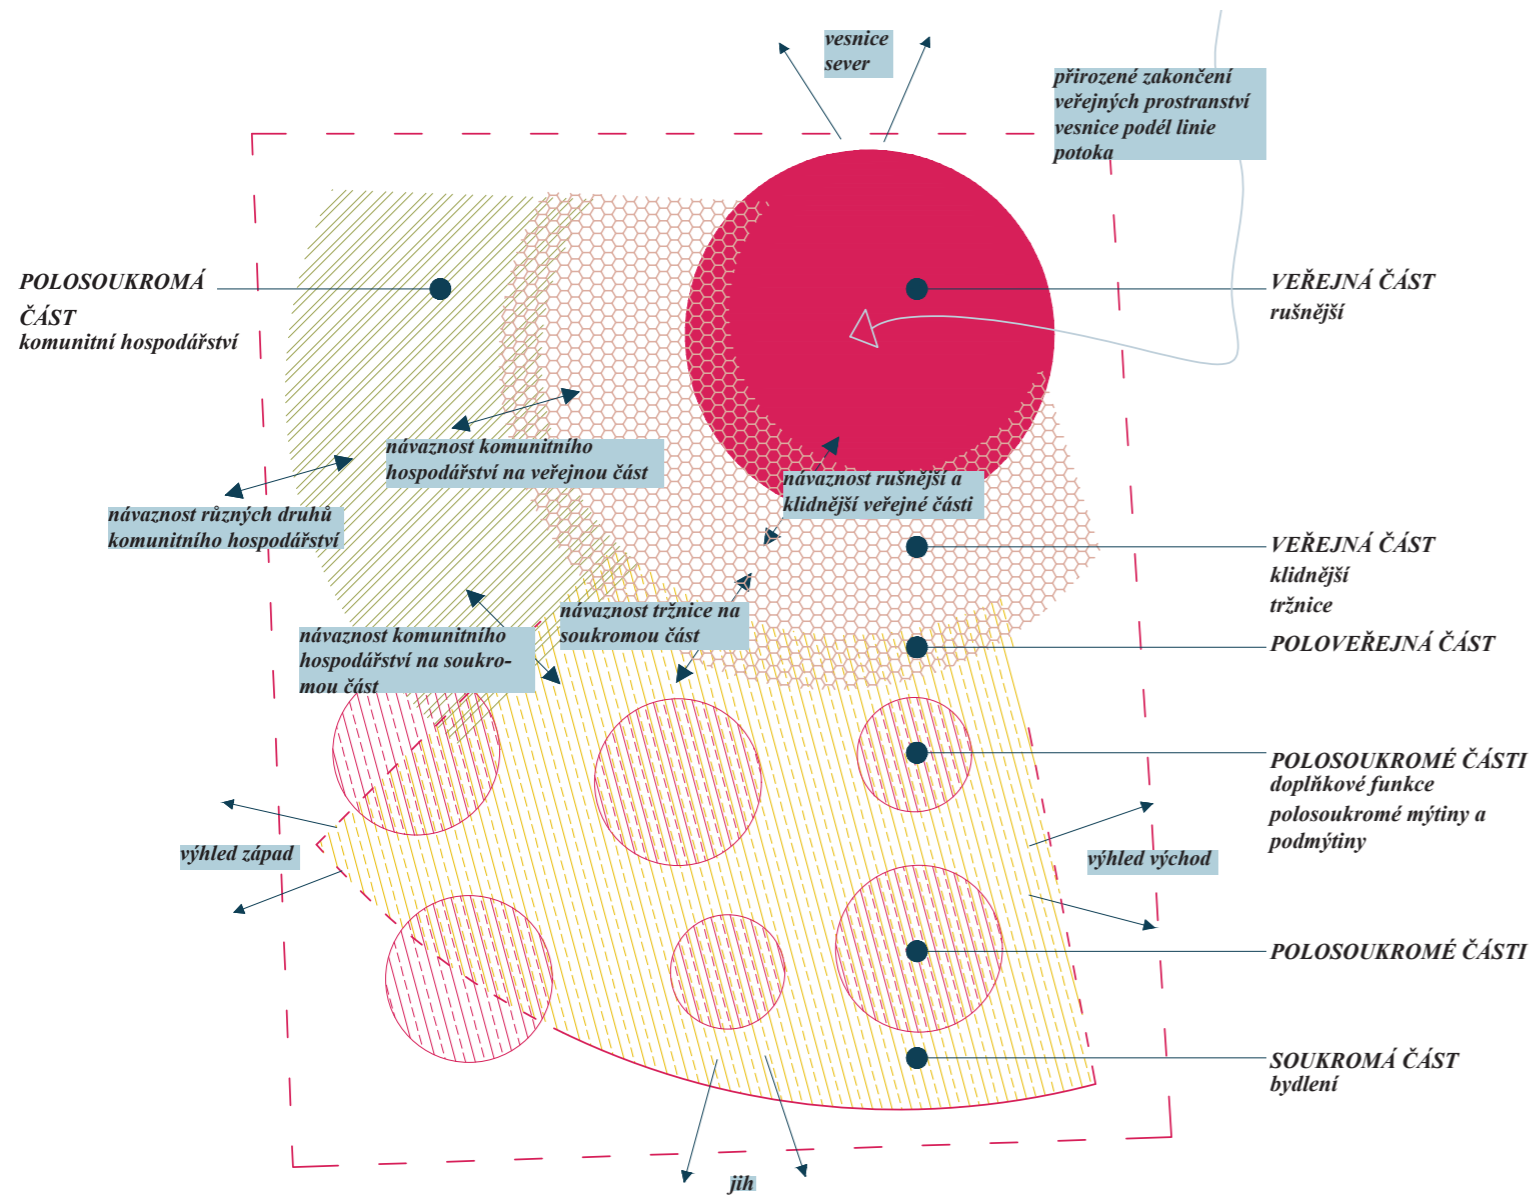 vesnice
sever
přirozené zakončení
veřejných prostranství
vesnice podél linie
potoka
POLOSOUKROMÁ
ČÁST
komunitní hospodářství
VEŘEJNÁ ČÁST
rušnější
návaznost komunitního
hospodářství na veřejnou část
návaznost rušnější a
klidnější veřejné části
návaznost různých druhů
komunitního hospodářství
VEŘEJNÁ ČÁST
klidnější
tržnice
návaznost tržnice na
soukromou část
návaznost komunitního
hospodářství na soukro-
mou část
POLOVEŘEJNÁ ČÁST
POLOSOUKROMÉ ČÁSTI
doplňkové funkce
polosoukromé mýtiny a
podmýtiny
výhled západ
výhled východ
POLOSOUKROMÉ ČÁSTI
SOUKROMÁ ČÁST
bydlení
jih